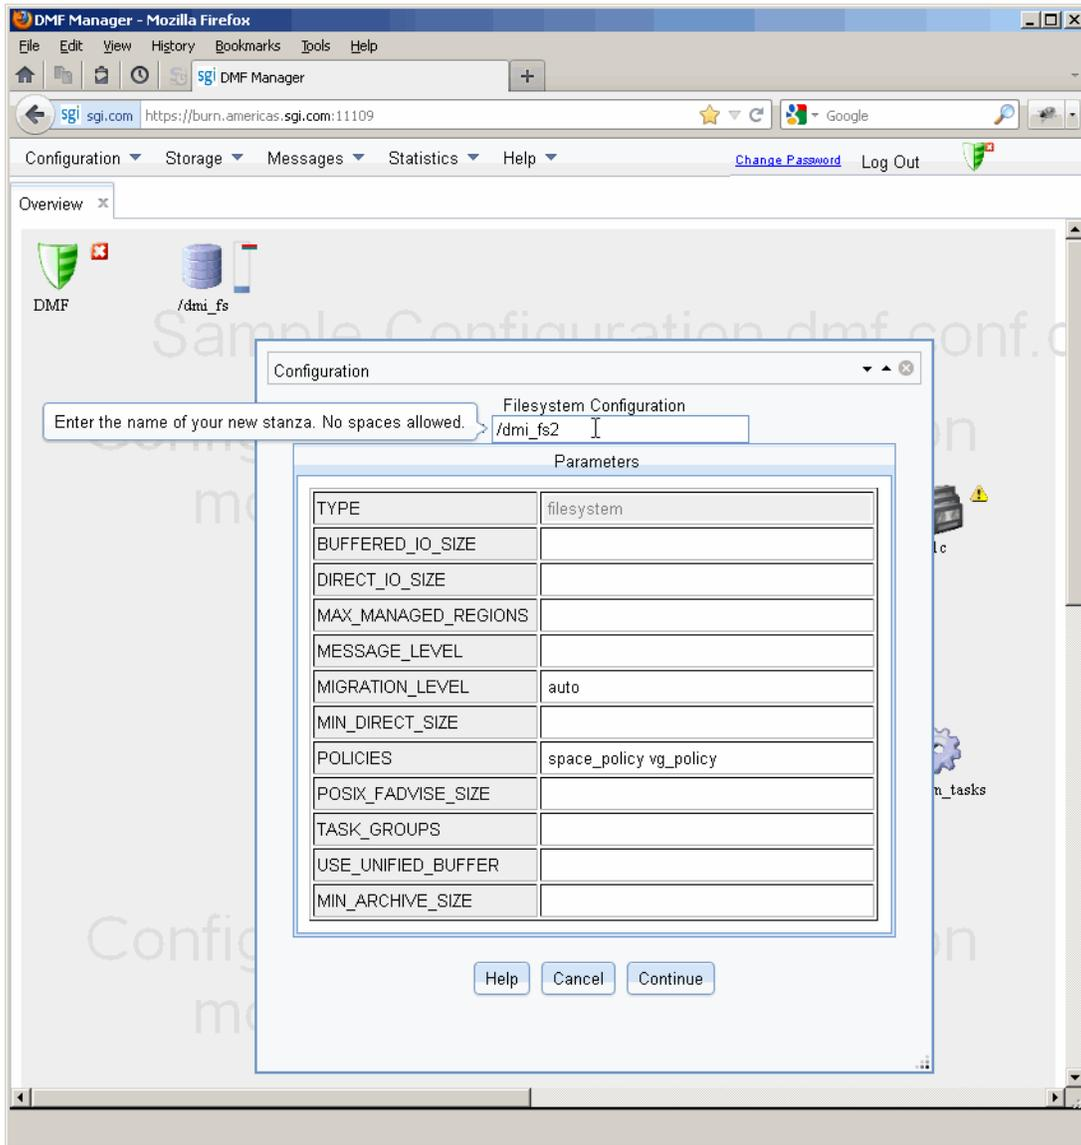 DMF Manager - Mozilla Firefox
File Edit View History Bookmarks Tools Help
sgi DMF Manager +
sgi sgi.com https://burn.americas.sgi.com:11109 Google
Configuration Storage Messages Statistics Help Change Password Log Out
Overview x
DMF
/dmi_fs
Sample Configuration dmf.conf.c
Configuration
Filesystem Configuration
Enter the name of your new stanza. No spaces allowed.
/dmi_fs2
Parameters
TYPE filesystem
BUFFERED_IO_SIZE
DIRECT_IO_SIZE
MAX_MANAGED_REGIONS
MESSAGE_LEVEL
MIGRATION_LEVEL auto
MIN_DIRECT_SIZE
POLICIES space_policy vg_policy
POSIX_FADVISE_SIZE
TASK_GROUPS
USE_UNIFIED_BUFFER
MIN_ARCHIVE_SIZE
n_tasks
Help Cancel Continue